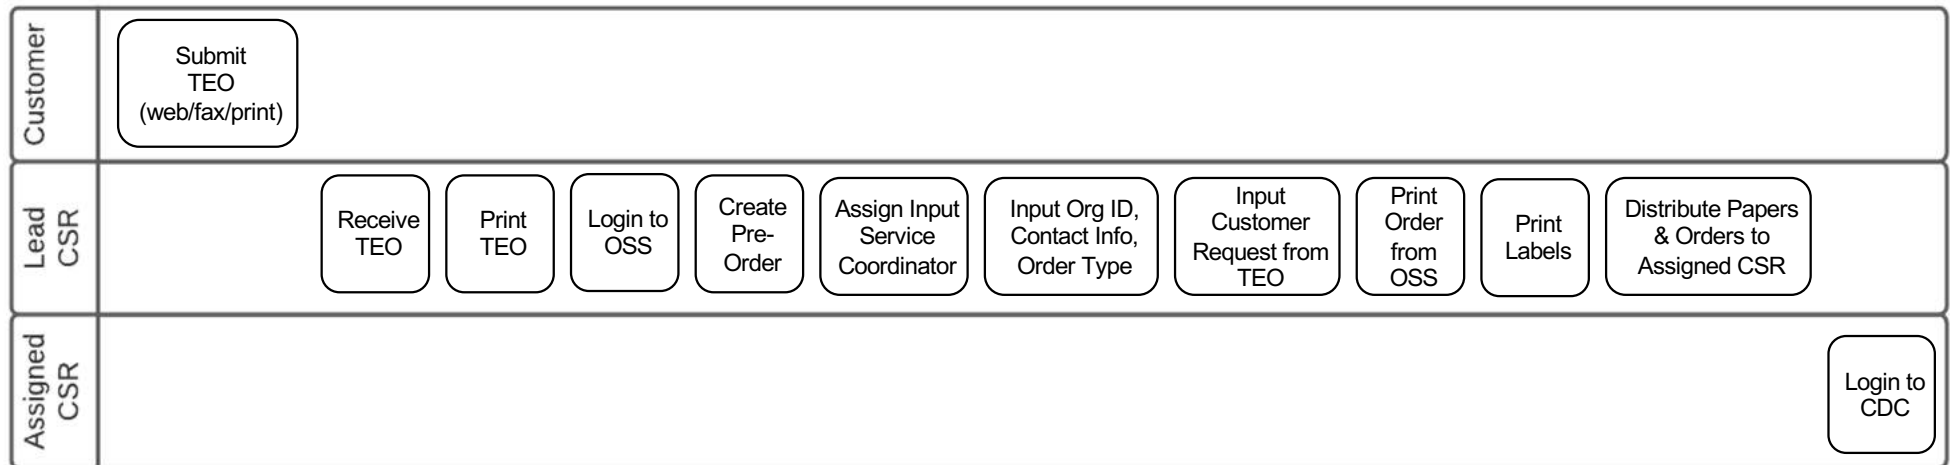 Customer
Submit
TEO
(web/fax/print)
Lead
CSR
Receive
TEO
Print
TEO
Login to
OSS
Create
Pre-
Order
Assign Input
Service
Coordinator
Input Org ID,
Contact Info,
Order Type
Input
Customer
Request from
TEO
Print
Order
from
OSS
Print
Labels
Distribute Papers
& Orders to
Assigned CSR
Assigned
CSR
Login to
CDC